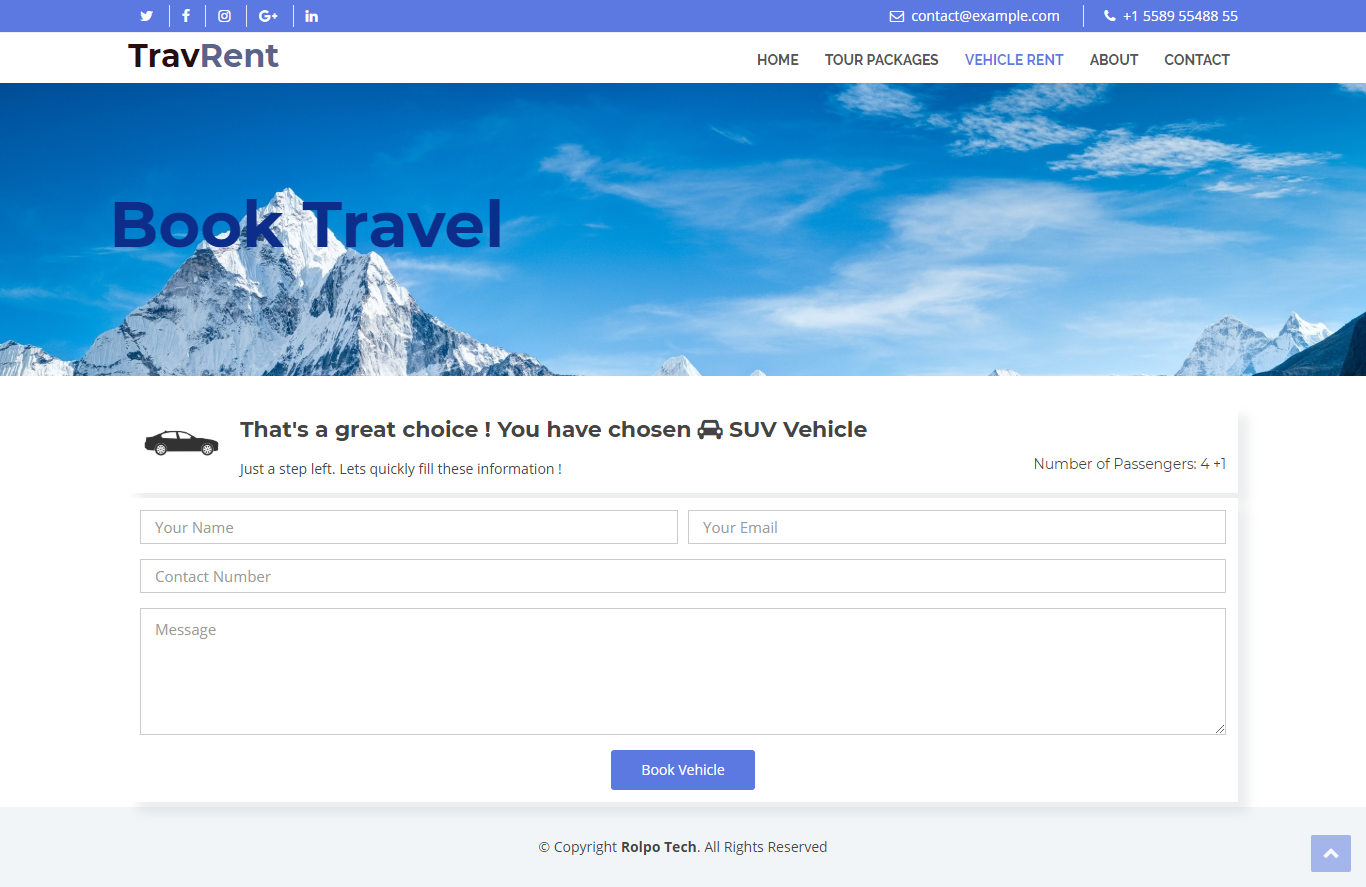 contact@example.com
+1 5589 55488 55
TravRent
HOME TOUR PACKAGES VEHICLE RENT ABOUT CONTACT
Book Travel
That's a great choice ! You have chosen SUV Vehicle
Just a step left. Lets quickly fill these information !
Number of Passengers: 4 +1
Your Name
Your Email
Contact Number
Message
Book Vehicle
© Copyright Rolpo Tech. All Rights Reserved